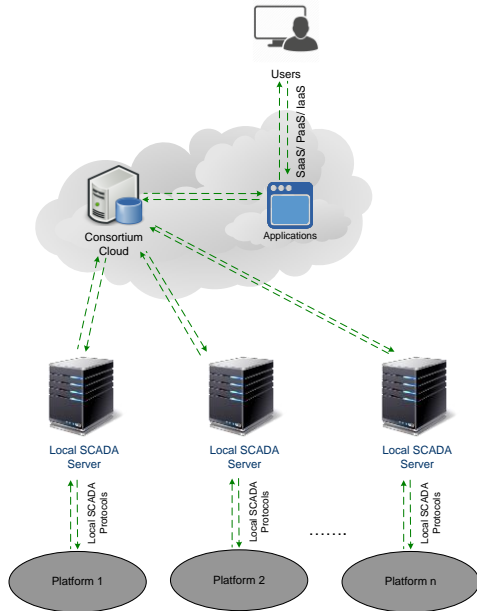 Users
SaaS/ PaaS/ IaaS
Consortium
Cloud
Applications
Local SCADA
Server
Local SCADA
Server
Local SCADA
Server
Local SCADA
Protocols
Local SCADA
Protocols
Local SCADA
Protocols
.......
Platform 1
Platform 2
Platform n